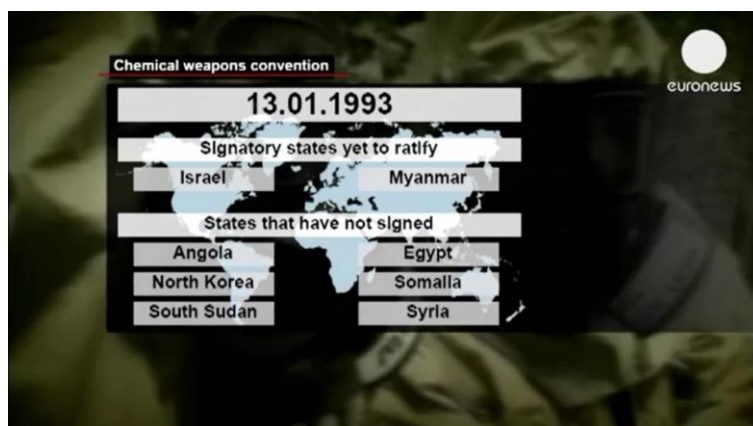 Chemical weapons convention
euronews
13.01.1993
Signatory states yet to ratify
Israel Myanmar
States that have not signed
Angola Egypt
North Korea Somalia
South Sudan Syria